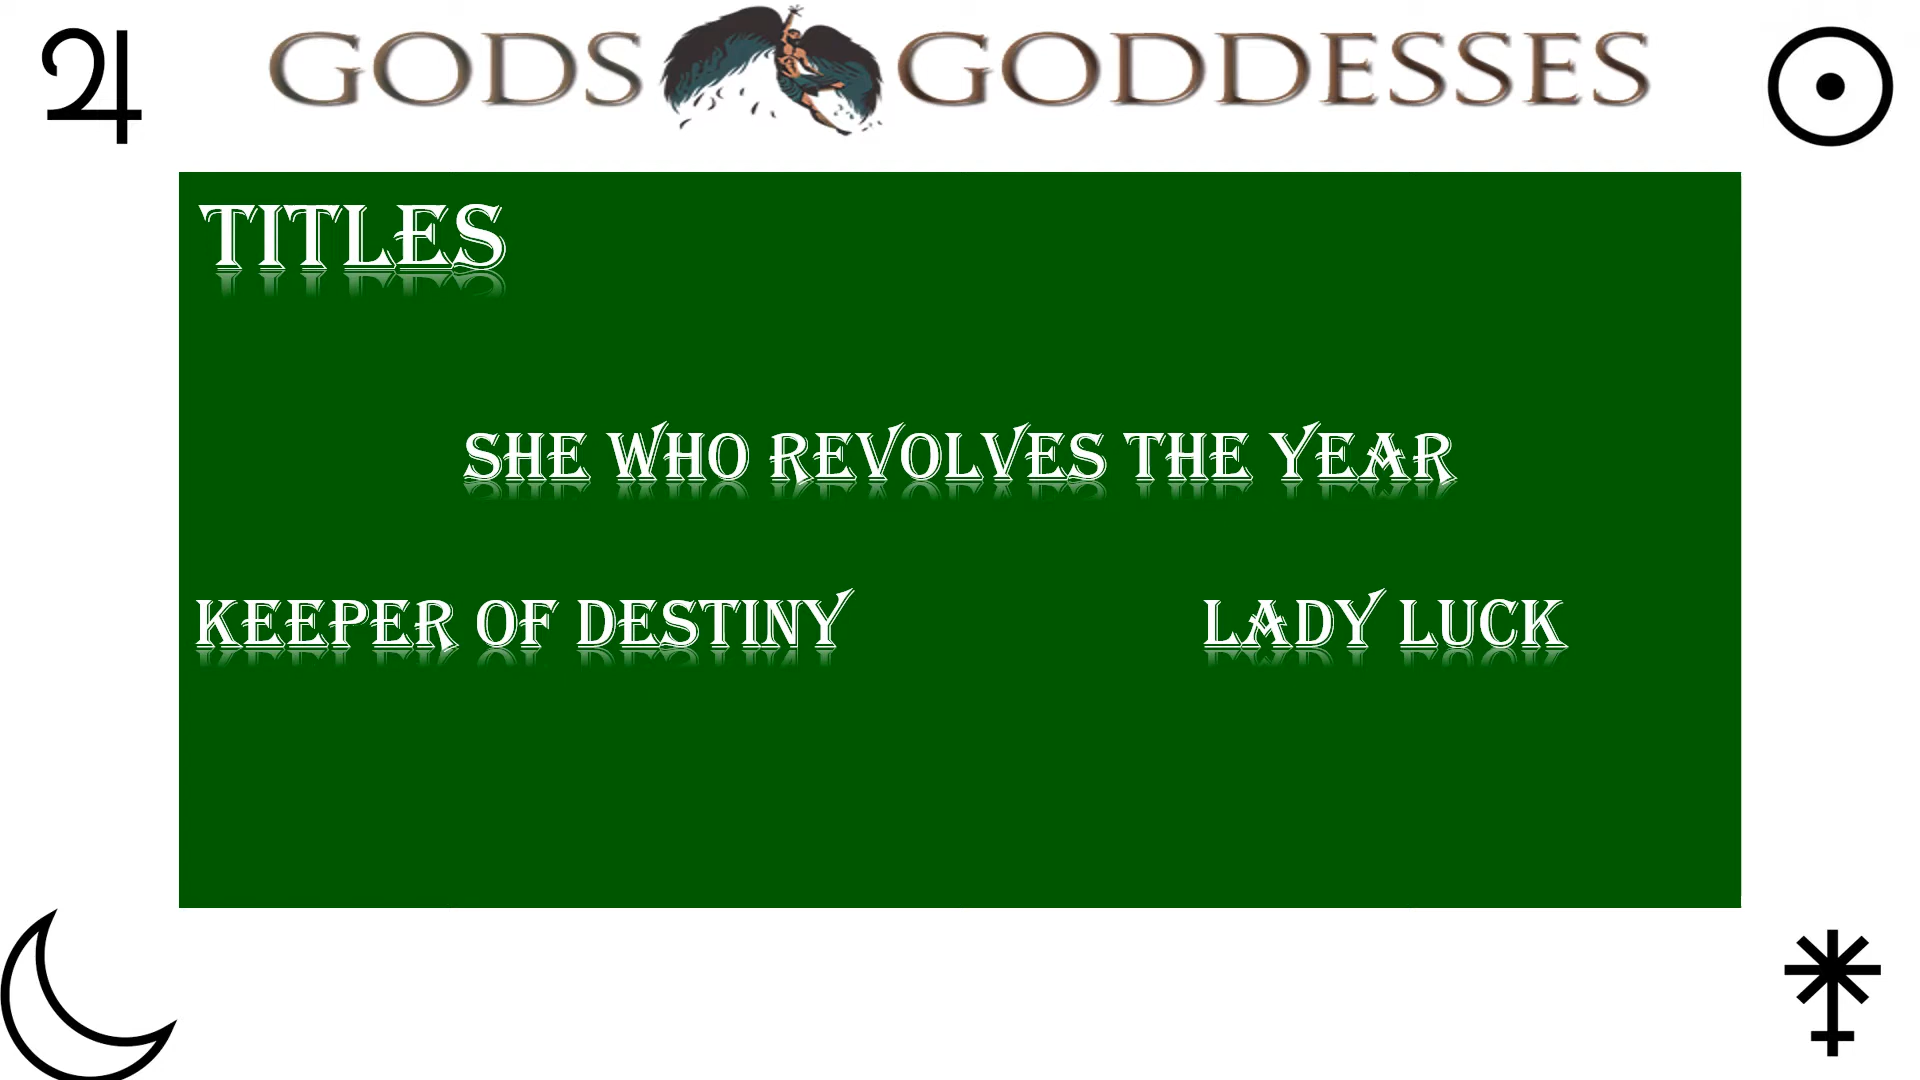 GODS GODDESSES
TITLES
SHE WHO REVOLVES THE YEAR
KEEPER OF DESTINY LADY LUCK